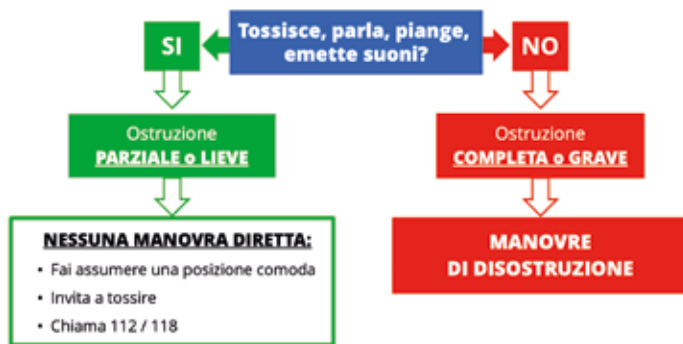 Tossisce, parla, piange,
emette suoni?
SI
NO
Ostruzione
PARZIALE o LIEVE
Ostruzione
COMPLETA o GRAVE
NESSUNA MANOVRA DIRETTA:
• Fai assumere una posizione comoda
• Invita a tossire
• Chiama 112 / 118
MANOVRE
DI DISOSTRUZIONE